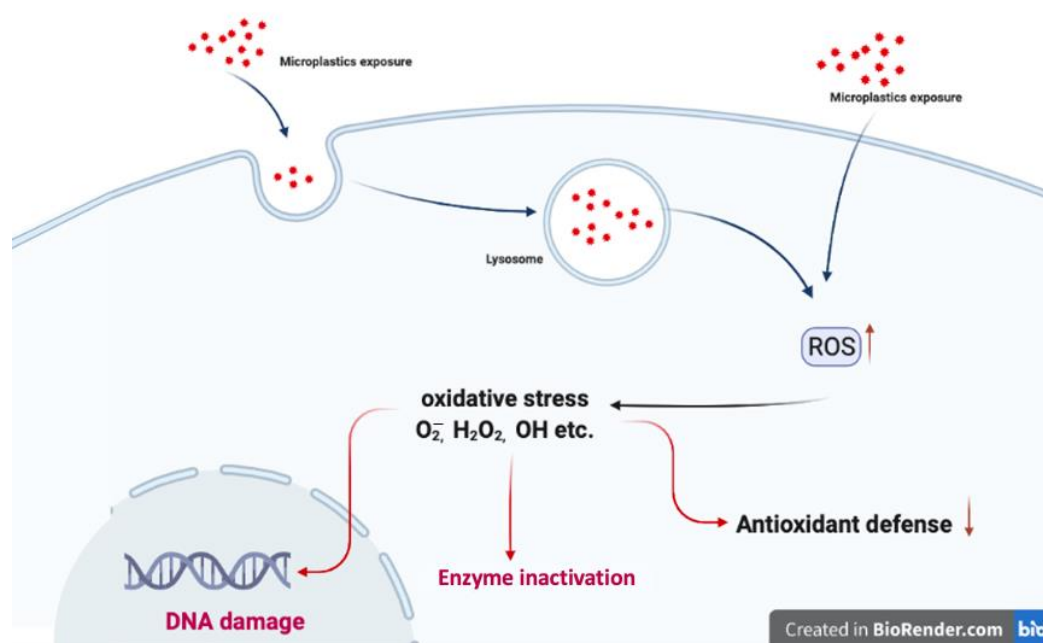 Microplastics exposure
Microplastics exposure
Lysosome
ROS
oxidative stress
O₂⁻, H₂O₂, OH etc.
Antioxidant defense
Enzyme inactivation
DNA damage
Created in BioRender.com bio